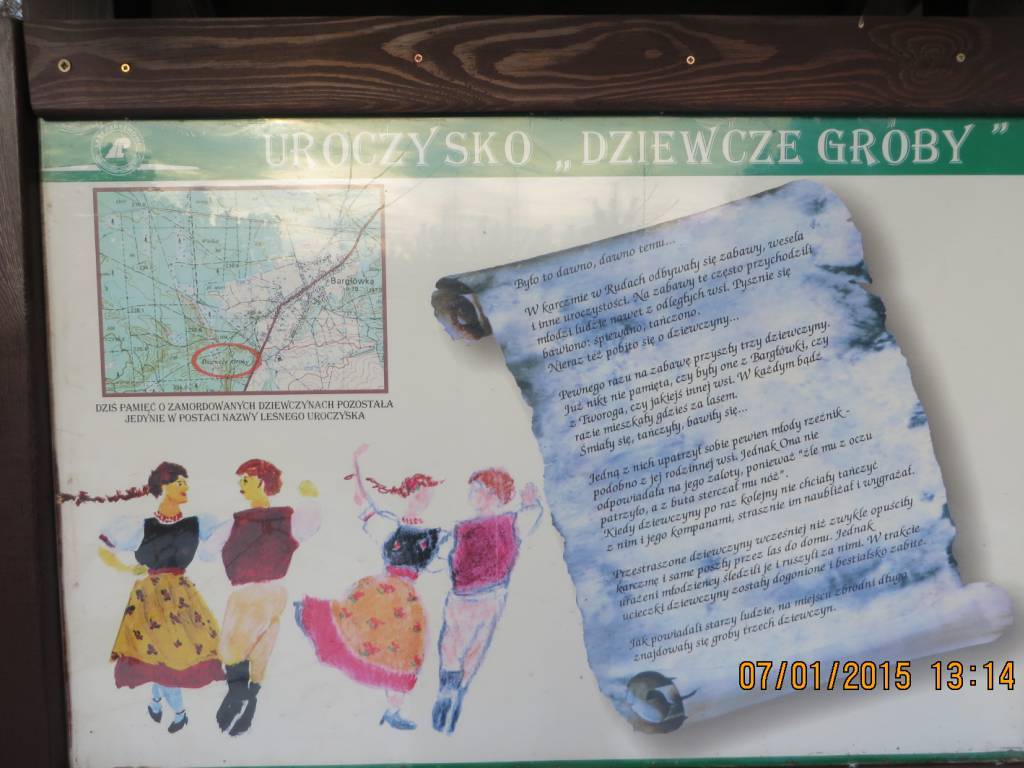 UROCZYSKO „DZIEWCZE GROBY”
Bargłówka
Dziewcze Groby
DZIŚ PAMIĘĆ O ZAMORDOWANYCH DZIEWCZYNACH POZOSTAŁA
JEDYNIE W POSTACI NAZWY LEŚNEGO UROCZYSKA
Było to dawno, dawno temu...
W karczmie w Rudach odbywały się zabawy, wesela
i inne uroczystości. Na zabawy te często przychodzili
młodzi ludzie nawet z odległych wsi. Pysznie się
bawiono: śpiewano, tańczono.
Nieraz też pobito się o dziewczyny...
Pewnego razu na zabawę przyszły trzy dziewczyny.
Już nikt nie pamięta, czy były one z Bargłówki, czy
z Tworoga, czy jakiejś innej wsi. W każdym bądź
razie mieszkały gdzieś za lasem.
Śmiały się, tańczyły, bawiły się...
Jedną z nich upatrzył sobie pewien młody rzeźnik -
podobno z jej rodzinnej wsi. Jednak Ona nie
odpowiadała na jego zaloty, ponieważ "źle mu z oczu
patrzyło, a z buta sterczał mu nóż".
Kiedy dziewczyny po raz kolejny nie chciały tańczyć
z nim i jego kompanami, strasznie im naubliżał i wygrażał.
Przestraszone dziewczyny wcześniej niż zwykle opuściły
karczmę i same poszły przez las do domu. Jednak
urażeni młodzieńcy śledzili je i ruszyli za nimi. W trakcie
ucieczki dziewczyny zostały dogonione i bestialsko zabite.
Jak powiadali starzy ludzie, na miejscu zbrodni długo
znajdowały się groby trzech dziewczyn.
07/01/2015 13:14